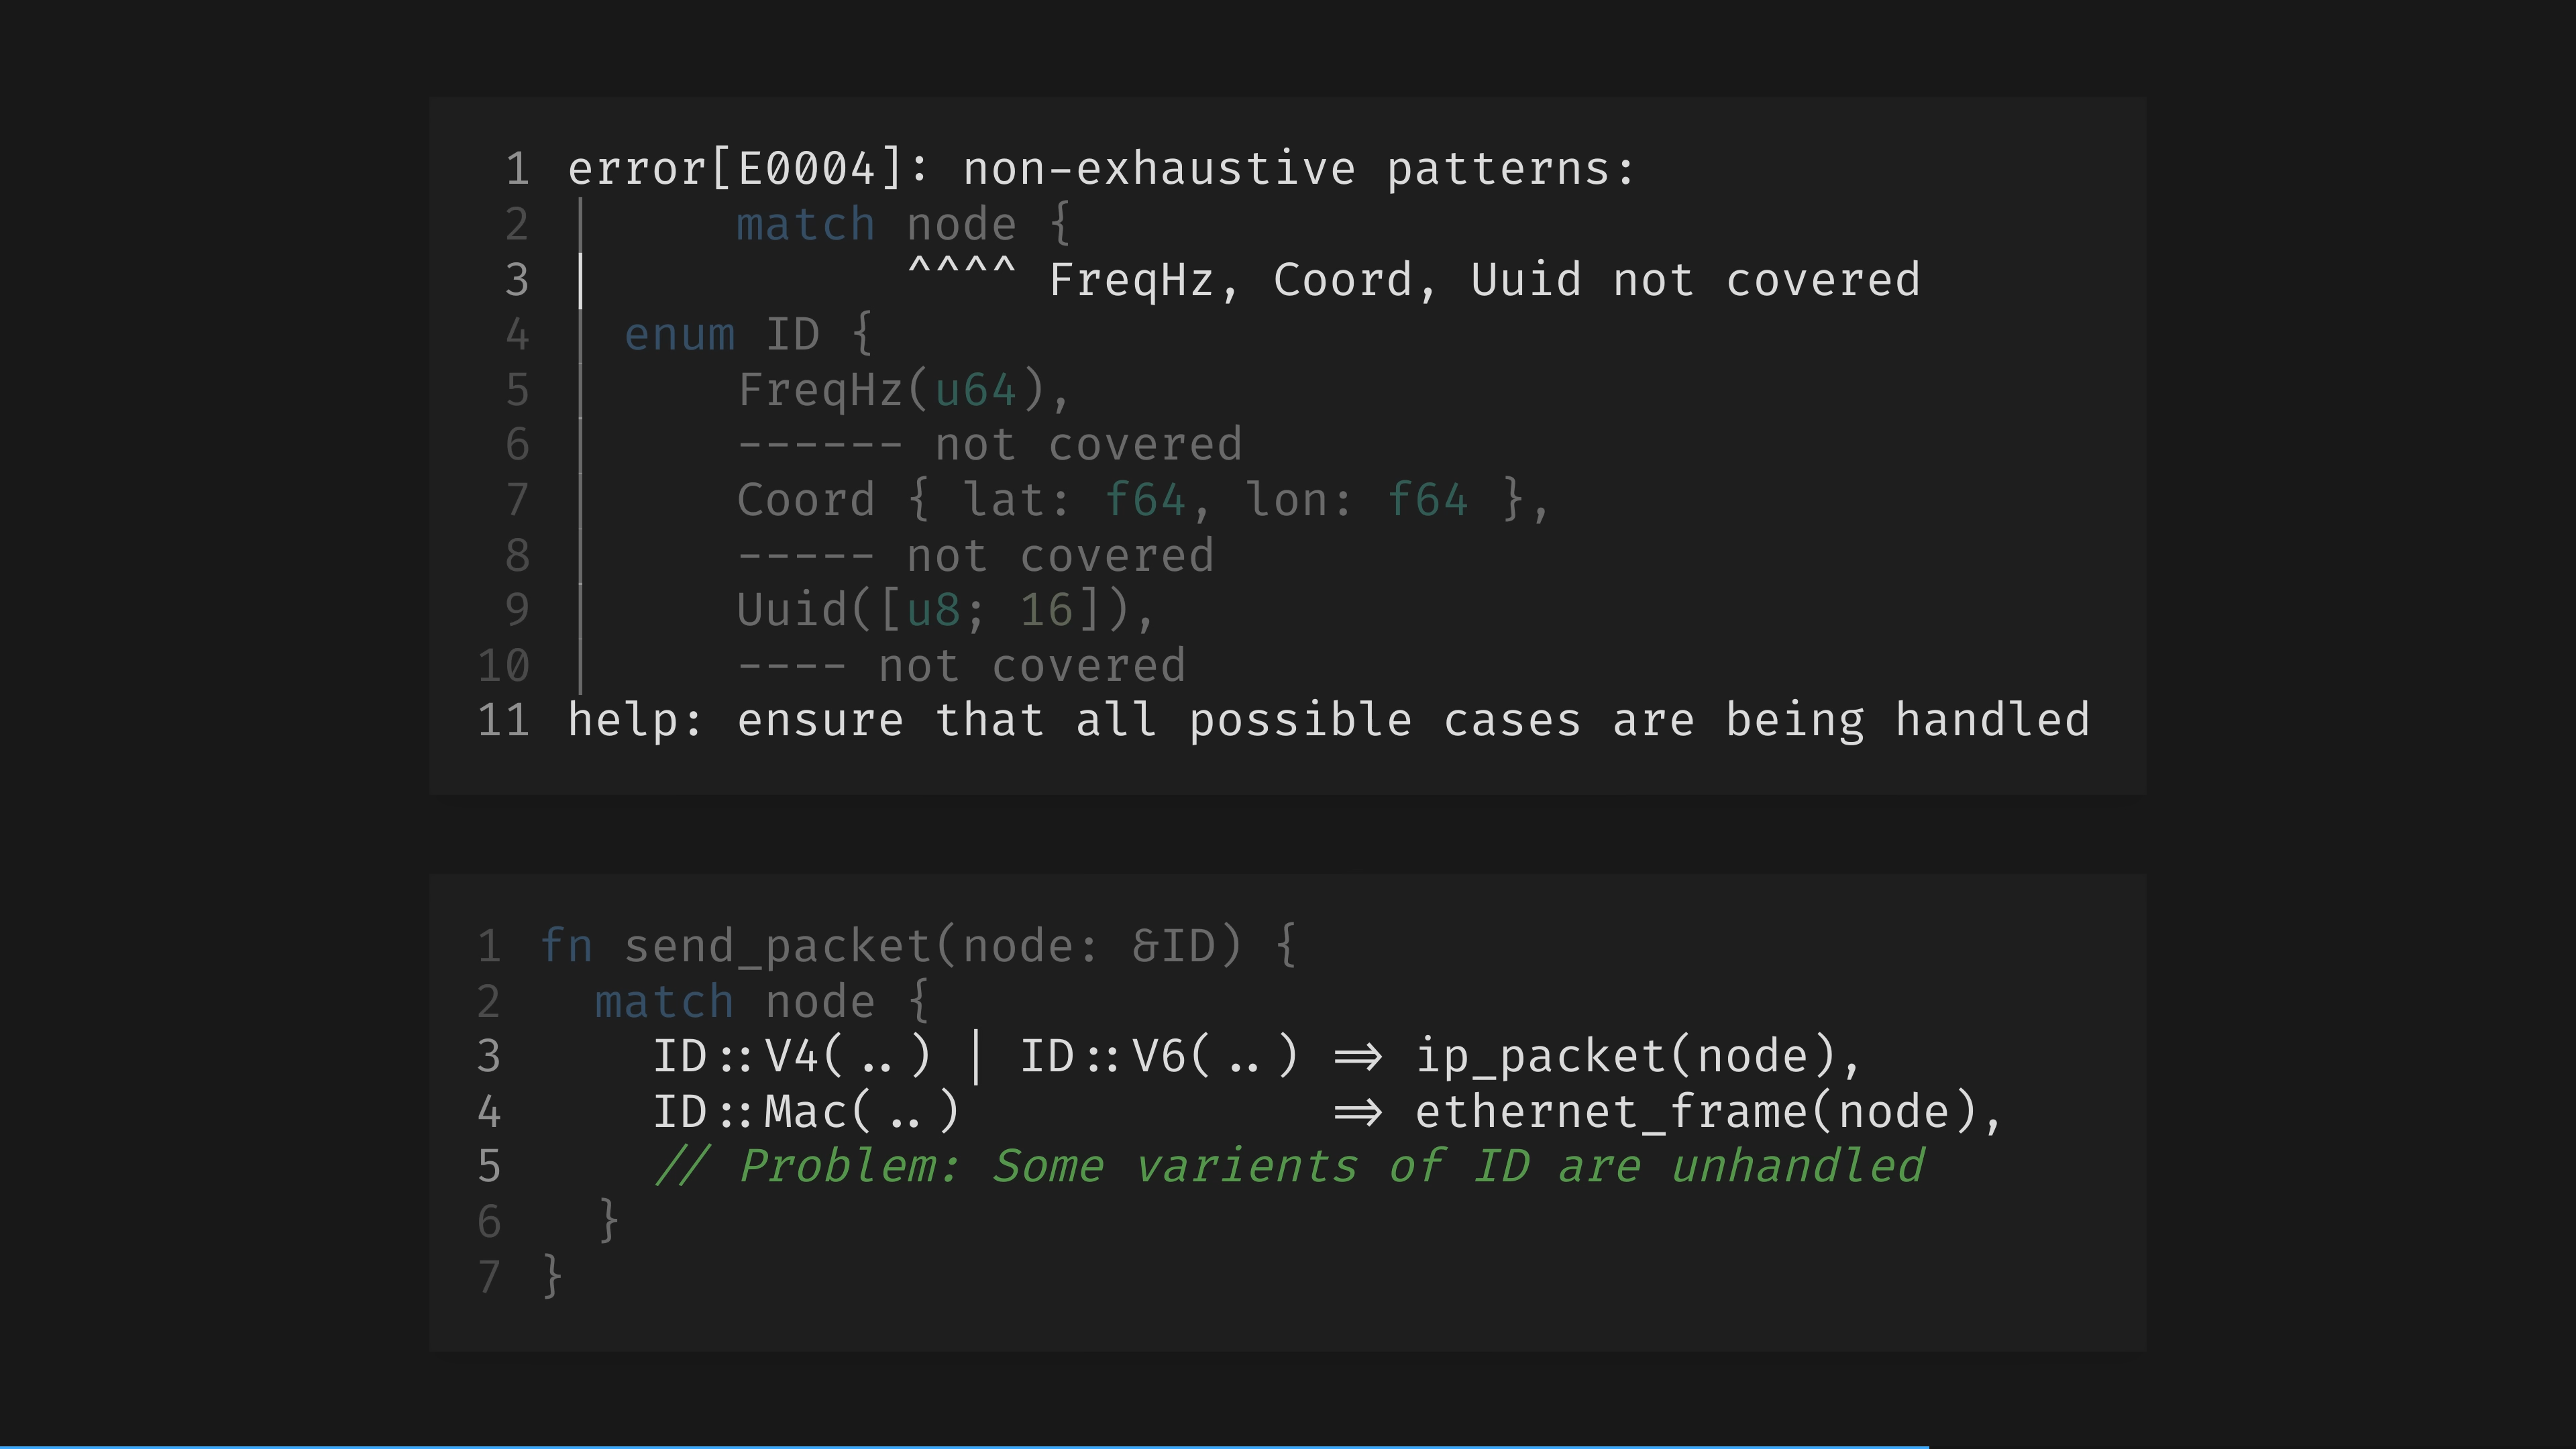 1 error[E0004]: non-exhaustive patterns:
2 |     match node {
3 |           ^^^^ FreqHz, Coord, Uuid not covered
4 | enum ID {
5 |     FreqHz(u64),
6 |     ------ not covered
7 |     Coord { lat: f64, lon: f64 },
8 |     ----- not covered
9 |     Uuid([u8; 16]),
10 |     ---- not covered
11 help: ensure that all possible cases are being handled
1 fn send_packet(node: &ID) {
2   match node {
3     ID::V4(..) | ID::V6(..) => ip_packet(node),
4     ID::Mac(..)             => ethernet_frame(node),
5     // Problem: Some varients of ID are unhandled
6   }
7 }